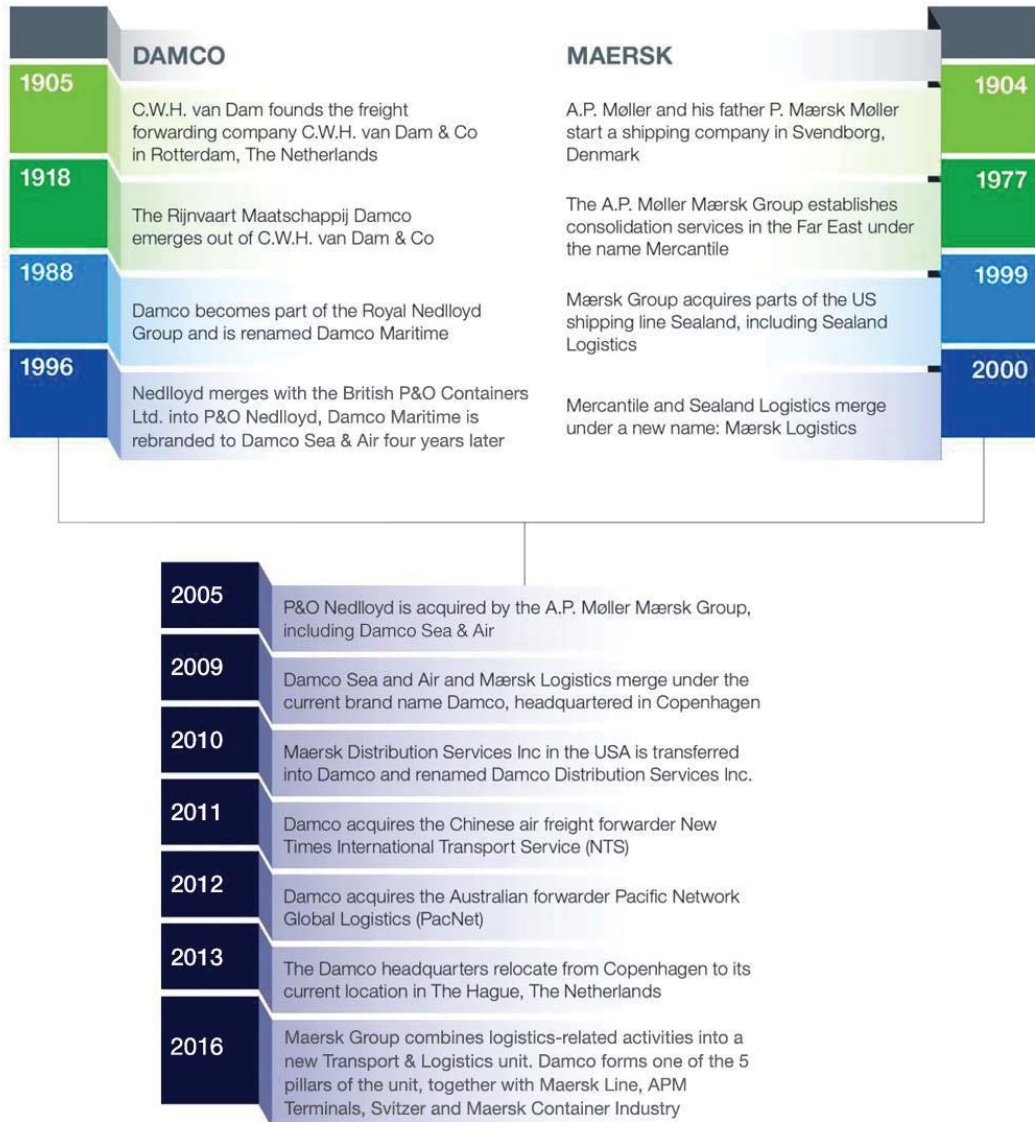 DAMCO
1905
C.W.H. van Dam founds the freight
forwarding company C.W.H. van Dam & Co
in Rotterdam, The Netherlands
1918
The Rijnvaart Maatschappij Damco
emerges out of C.W.H. van Dam & Co
1988
Damco becomes part of the Royal Nedlloyd
Group and is renamed Damco Maritime
1996
Nedlloyd merges with the British P&O Containers
Ltd. into P&O Nedlloyd, Damco Maritime is
rebranded to Damco Sea & Air four years later
MAERSK
1904
A.P. Møller and his father P. Mærsk Møller
start a shipping company in Svendborg,
Denmark
1977
The A.P. Møller Mærsk Group establishes
consolidation services in the Far East under
the name Mercantile
1999
Mærsk Group acquires parts of the US
shipping line Sealand, including Sealand
Logistics
2000
Mercantile and Sealand Logistics merge
under a new name: Mærsk Logistics
2005
P&O Nedlloyd is acquired by the A.P. Møller Mærsk Group,
including Damco Sea & Air
2009
Damco Sea and Air and Mærsk Logistics merge under the
current brand name Damco, headquartered in Copenhagen
2010
Maersk Distribution Services Inc in the USA is transferred
into Damco and renamed Damco Distribution Services Inc.
2011
Damco acquires the Chinese air freight forwarder New
Times International Transport Service (NTS)
2012
Damco acquires the Australian forwarder Pacific Network
Global Logistics (PacNet)
2013
The Damco headquarters relocate from Copenhagen to its
current location in The Hague, The Netherlands
2016
Maersk Group combines logistics-related activities into a
new Transport & Logistics unit. Damco forms one of the 5
pillars of the unit, together with Maersk Line, APM
Terminals, Svitzer and Maersk Container Industry